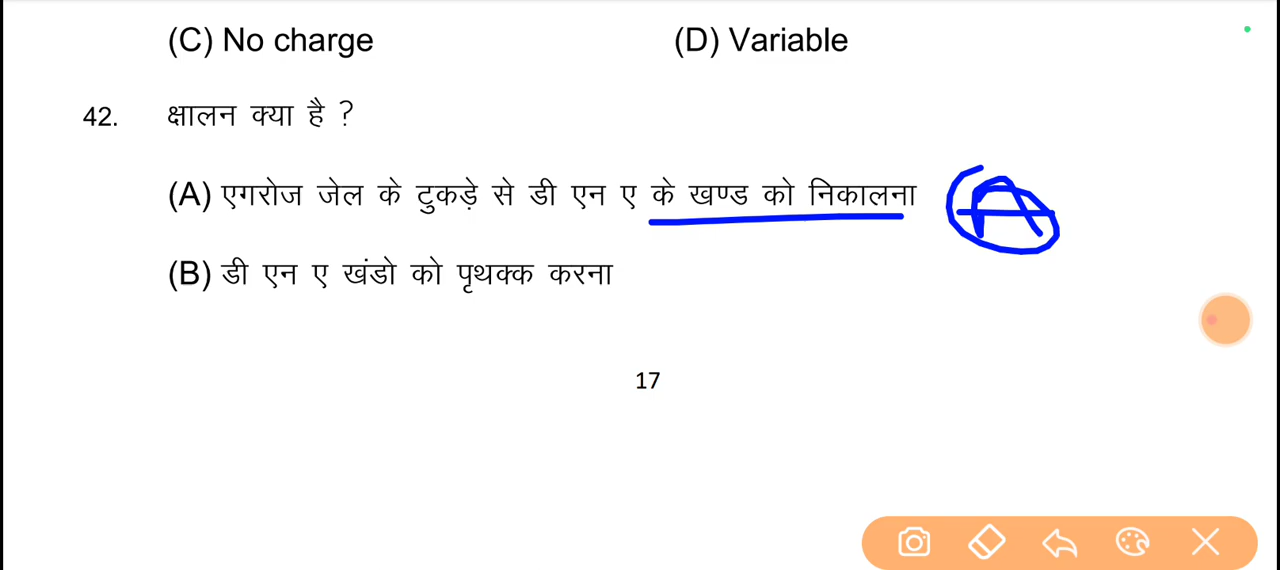 (C) No charge (D) Variable
42. क्षालन क्या है ?
(A) एगरोज जेल के टुकड़े से डी एन ए के खण्ड को निकालना A
(B) डी एन ए खंडो को पृथक्क करना
17